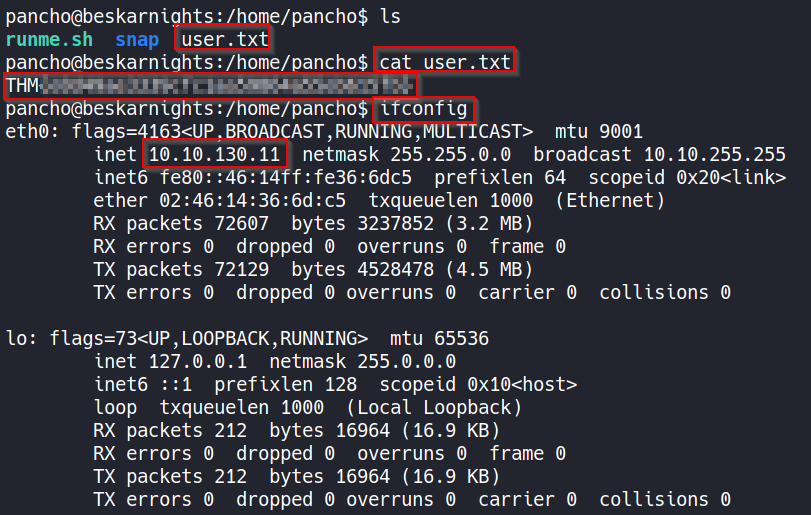 pancho@beskarnights:/home/pancho$ ls
runme.sh  snap  user.txt
pancho@beskarnights:/home/pancho$ cat user.txt
THM
pancho@beskarnights:/home/pancho$ ifconfig
eth0: flags=4163<UP,BROADCAST,RUNNING,MULTICAST>  mtu 9001
        inet 10.10.130.11  netmask 255.255.0.0  broadcast 10.10.255.255
        inet6 fe80::46:14ff:fe36:6dc5  prefixlen 64  scopeid 0x20<link>
        ether 02:46:14:36:6d:c5  txqueuelen 1000  (Ethernet)
        RX packets 72607  bytes 3237852 (3.2 MB)
        RX errors 0  dropped 0  overruns 0  frame 0
        TX packets 72129  bytes 4528478 (4.5 MB)
        TX errors 0  dropped 0 overruns 0  carrier 0  collisions 0

lo: flags=73<UP,LOOPBACK,RUNNING>  mtu 65536
        inet 127.0.0.1  netmask 255.0.0.0
        inet6 ::1  prefixlen 128  scopeid 0x10<host>
        loop  txqueuelen 1000  (Local Loopback)
        RX packets 212  bytes 16964 (16.9 KB)
        RX errors 0  dropped 0  overruns 0  frame 0
        TX packets 212  bytes 16964 (16.9 KB)
        TX errors 0  dropped 0 overruns 0  carrier 0  collisions 0